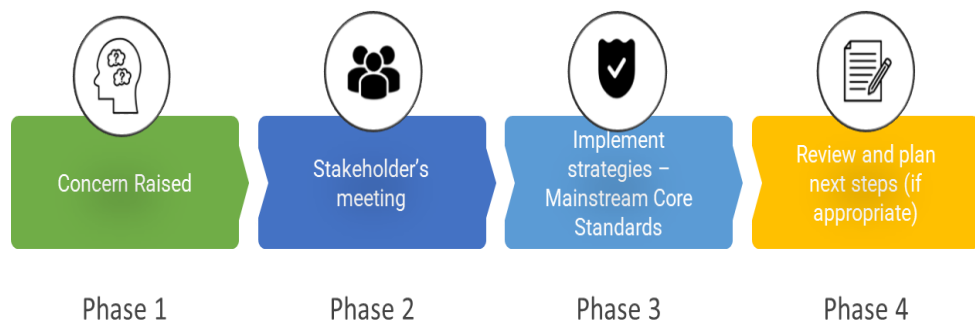 Concern Raised
Stakeholder's
meeting
Implement
strategies –
Mainstream Core
Standards
Review and plan
next steps (if
appropriate)
Phase 1
Phase 2
Phase 3
Phase 4